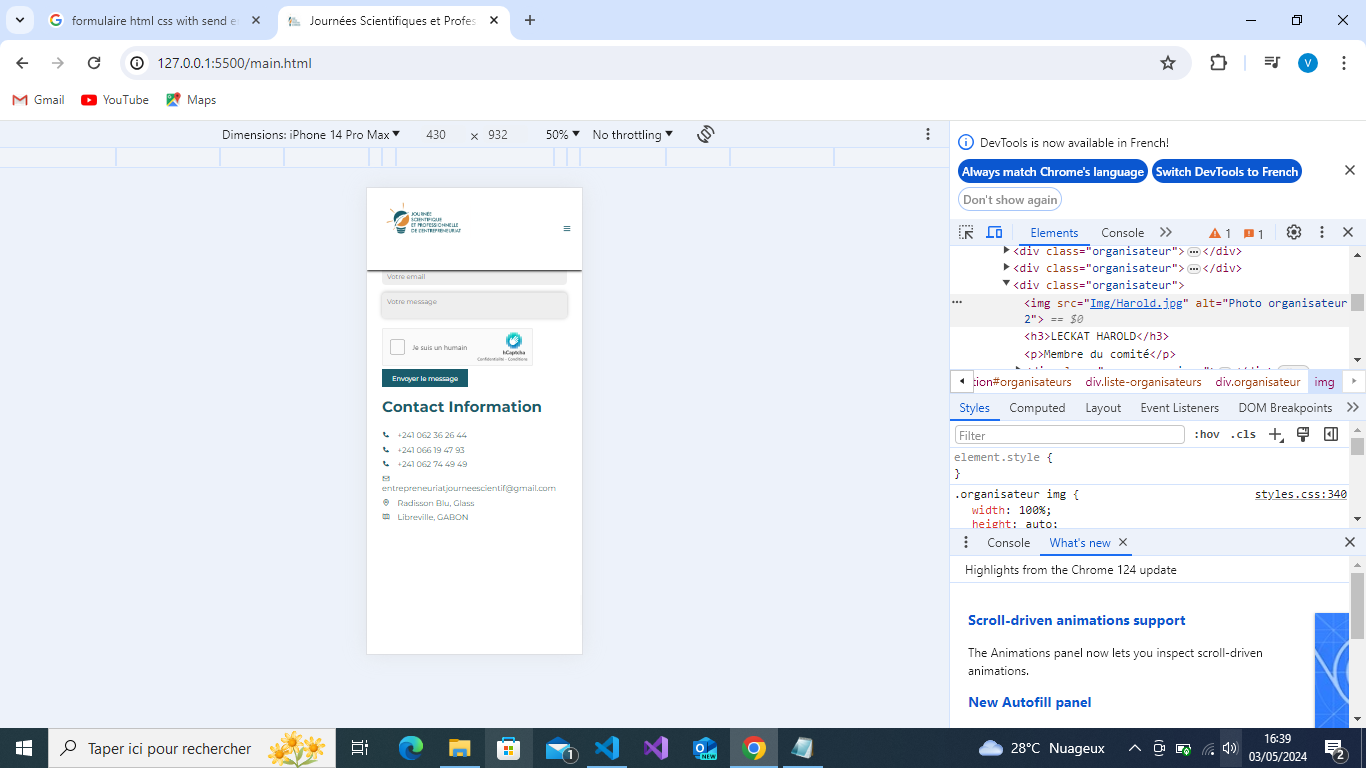 formulaire html css with send e
Journées Scientifiques et Profes
127.0.0.1:5500/main.html
V
Gmail
YouTube
Maps
Dimensions: iPhone 14 Pro Max
430
×
932
50%
No throttling
JOURNÉE
SCIENTIFIQUE
ET PROFESSIONNELLE
DE L'ENTREPRENEURIAT
Votre email
Votre message
Je suis un humain
hCaptcha
Confidentialité - Conditions
Envoyer le message
Contact Information
+241 062 36 26 44
+241 066 19 47 93
+241 062 74 49 49
entrepreneuriatjourneescientif@gmail.com
Radisson Blu, Glass
Libreville, GABON
DevTools is now available in French!
Always match Chrome's language
Switch DevTools to French
Don't show again
Elements
Console
1
1
<div class="organisateur"> </div>
<div class="organisateur"> </div>
<div class="organisateur">
<img src="Img/Harold.jpg" alt="Photo organisateur
2"> == $0
<h3>LECKAT HAROLD</h3>
<p>Membre du comité</p>
tion#organisateurs
div.liste-organisateurs
div.organisateur
img
Styles
Computed
Layout
Event Listeners
DOM Breakpoints
Filter
:hov
.cls
element.style {
}
.organisateur img {
styles.css:340
width: 100%;
height: auto;
Console
What's new
Highlights from the Chrome 124 update
Scroll-driven animations support
The Animations panel now lets you inspect scroll-driven
animations.
New Autofill panel
Taper ici pour rechercher
1
NEW
28°C Nuageux
16:39
03/05/2024
2